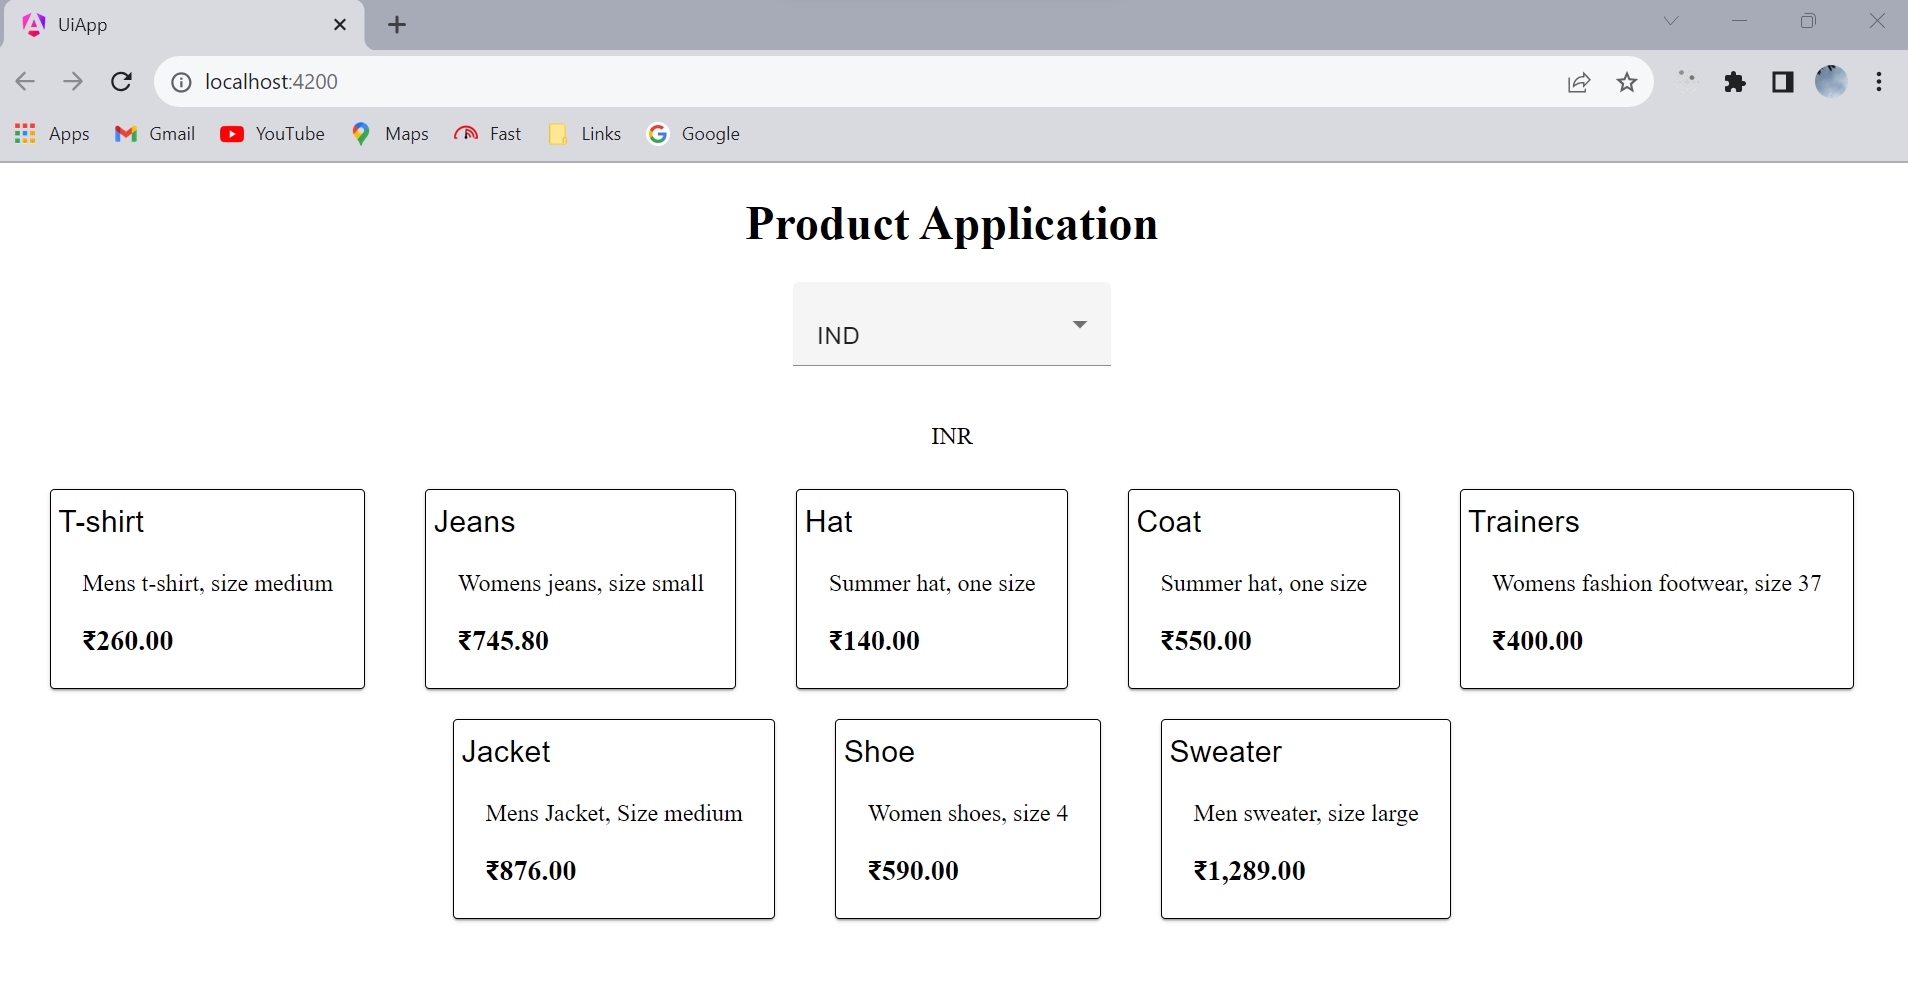 UiApp
localhost:4200
Apps Gmail YouTube Maps Fast Links Google
Product Application
IND
INR
T-shirt
Mens t-shirt, size medium
₹260.00
Jeans
Womens jeans, size small
₹745.80
Hat
Summer hat, one size
₹140.00
Coat
Summer hat, one size
₹550.00
Trainers
Womens fashion footwear, size 37
₹400.00
Jacket
Mens Jacket, Size medium
₹876.00
Shoe
Women shoes, size 4
₹590.00
Sweater
Men sweater, size large
₹1,289.00